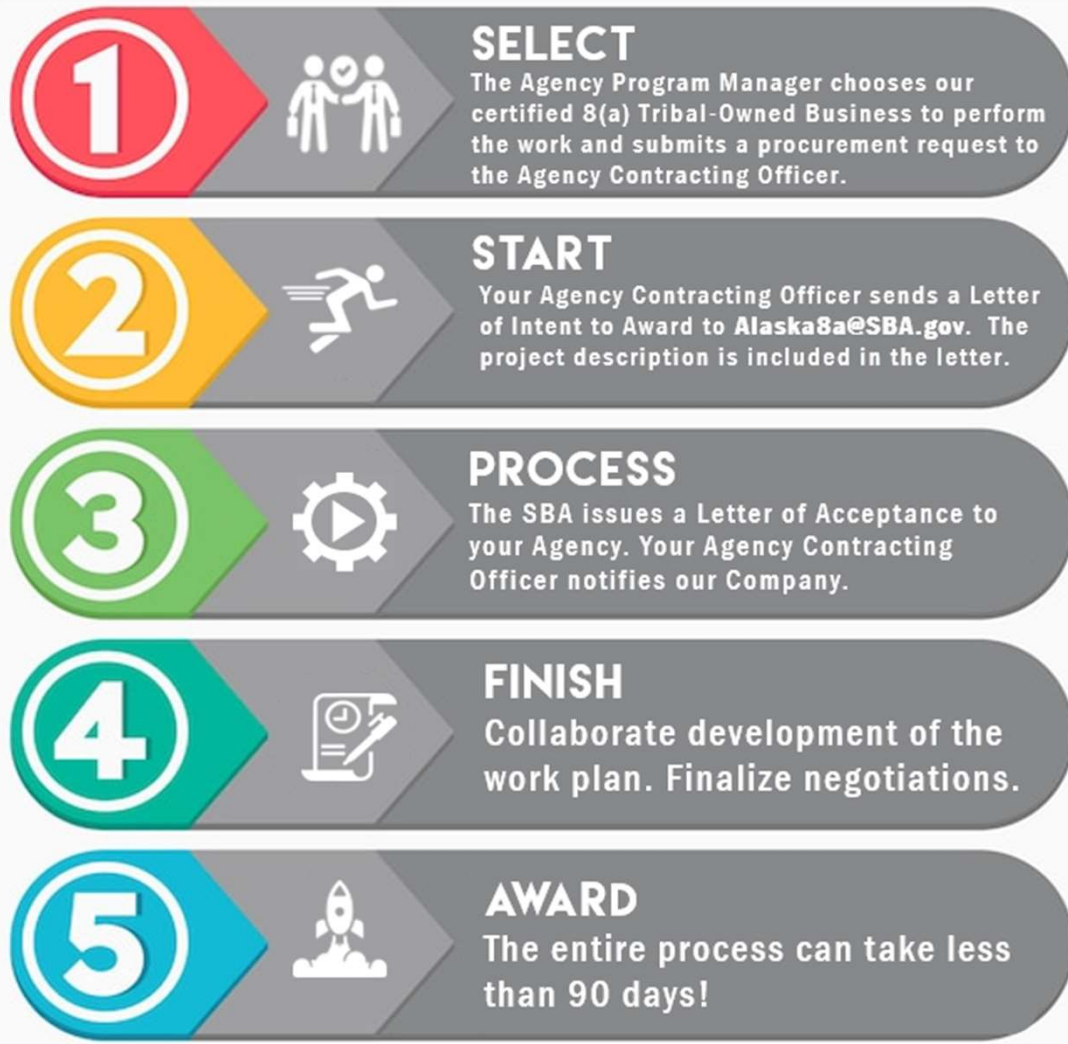 1
SELECT
The Agency Program Manager chooses our
certified 8(a) Tribal-Owned Business to perform
the work and submits a procurement request to
the Agency Contracting Officer.
2
START
Your Agency Contracting Officer sends a Letter
of Intent to Award to Alaska8a@SBA.gov. The
project description is included in the letter.
3
PROCESS
The SBA issues a Letter of Acceptance to
your Agency. Your Agency Contracting
Officer notifies our Company.
4
FINISH
Collaborate development of the
work plan. Finalize negotiations.
5
AWARD
The entire process can take less
than 90 days!